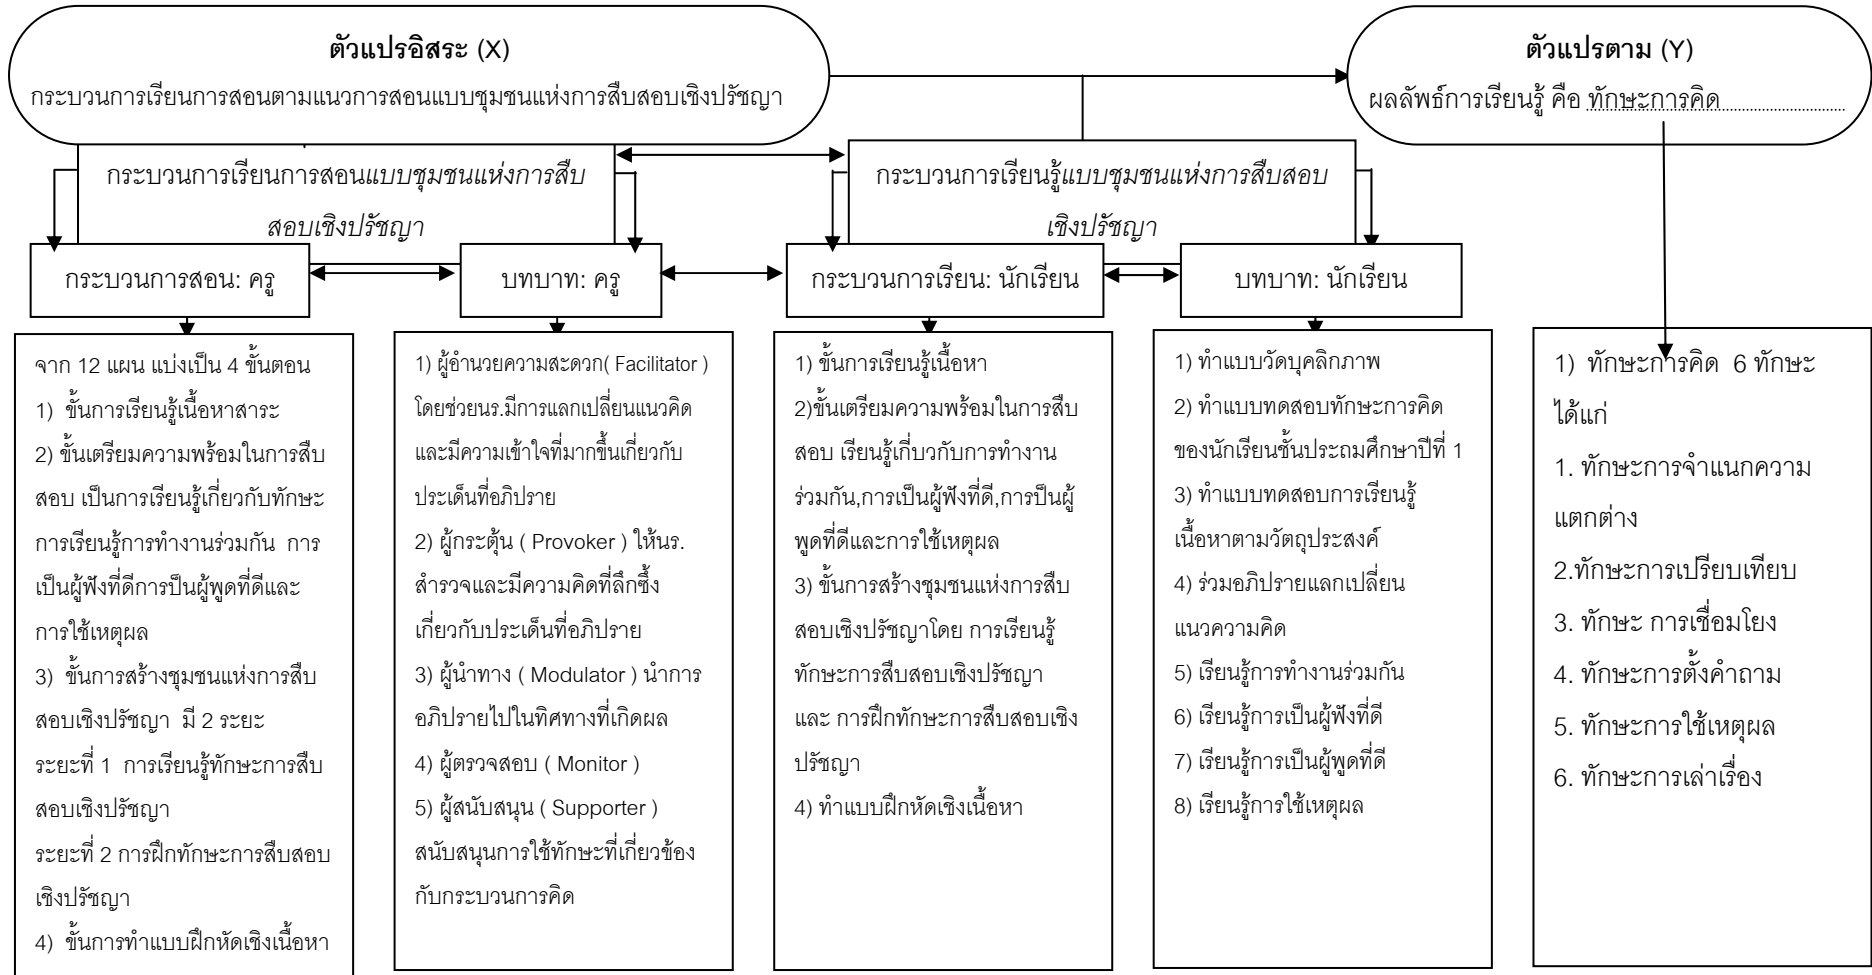 ตัวแปรอิสระ (X)
กระบวนการเรียนการสอนตามแนวการสอนแบบชุมชนแห่งการสืบสอบเชิงปรัชญา
ตัวแปรตาม (Y)
ผลลัพธ์การเรียนรู้ คือ ทักษะการคิด
กระบวนการเรียนการสอนแบบชุมชนแห่งการสืบ
สอบเชิงปรัชญา
กระบวนการเรียนรู้แบบชุมชนแห่งการสืบสอบ
เชิงปรัชญา
กระบวนการสอน: ครู
บทบาท: ครู
กระบวนการเรียน: นักเรียน
บทบาท: นักเรียน
จาก 12 แผน แบ่งเป็น 4 ขั้นตอน
1) ขั้นการเรียนรู้เนื้อหาสาระ
2) ขั้นเตรียมความพร้อมในการสืบ
สอบ เป็นการเรียนรู้เกี่ยวกับทักษะ
การเรียนรู้การทำงานร่วมกัน การ
เป็นผู้ฟังที่ดีการป็นผู้พูดที่ดีและ
การใช้เหตุผล
3) ขั้นการสร้างชุมชนแห่งการสืบ
สอบเชิงปรัชญา มี 2 ระยะ
ระยะที่ 1 การเรียนรู้ทักษะการสืบ
สอบเชิงปรัชญา
ระยะที่ 2 การฝึกทักษะการสืบสอบ
เชิงปรัชญา
4) ขั้นการทำแบบฝึกหัดเชิงเนื้อหา
1) ผู้อำนวยความสะดวก( Facilitator )
โดยช่วยนร.มีการแลกเปลี่ยนแนวคิด
และมีความเข้าใจที่มากขึ้นเกี่ยวกับ
ประเด็นที่อภิปราย
2) ผู้กระตุ้น ( Provoker ) ให้นร.
สำรวจและมีความคิดที่ลึกซึ้ง
เกี่ยวกับประเด็นที่อภิปราย
3) ผู้นำทาง ( Modulator ) นำการ
อภิปรายไปในทิศทางที่เกิดผล
4) ผู้ตรวจสอบ ( Monitor )
5) ผู้สนับสนุน ( Supporter )
สนับสนุนการใช้ทักษะที่เกี่ยวข้อง
กับกระบวนการคิด
1) ขั้นการเรียนรู้เนื้อหา
2)ขั้นเตรียมความพร้อมในการสืบ
สอบ เรียนรู้เกี่บวกับการทำงาน
ร่วมกัน,การเป็นผู้ฟังที่ดี,การป็นผู้
พูดที่ดีและการใช้เหตุผล
3) ขั้นการสร้างชุมชนแห่งการสืบ
สอบเชิงปรัชญาโดย การเรียนรู้
ทักษะการสืบสอบเชิงปรัชญา
และ การฝึกทักษะการสืบสอบเชิง
ปรัชญา
4) ทำแบบฝึกหัดเชิงเนื้อหา
1) ทำแบบวัดบุคลิกภาพ
2) ทำแบบทดสอบทักษะการคิด
ของนักเรียนชั้นประถมศึกษาปีที่ 1
3) ทำแบบทดสอบการเรียนรู้
เนื้อหาตามวัตถุประสงค์
4) ร่วมอภิปรายแลกเปลี่ยน
แนวความคิด
5) เรียนรู้การทำงานร่วมกัน
6) เรียนรู้การเป็นผู้ฟังที่ดี
7) เรียนรู้การเป็นผู้พูดที่ดี
8) เรียนรู้การใช้เหตุผล
1) ทักษะการคิด 6 ทักษะ
ได้แก่
1. ทักษะการจำแนกความ
แตกต่าง
2.ทักษะการเปรียบเทียบ
3. ทักษะ การเชื่อมโยง
4. ทักษะการตั้งคำถาม
5. ทักษะการใช้เหตุผล
6. ทักษะการเล่าเรื่อง